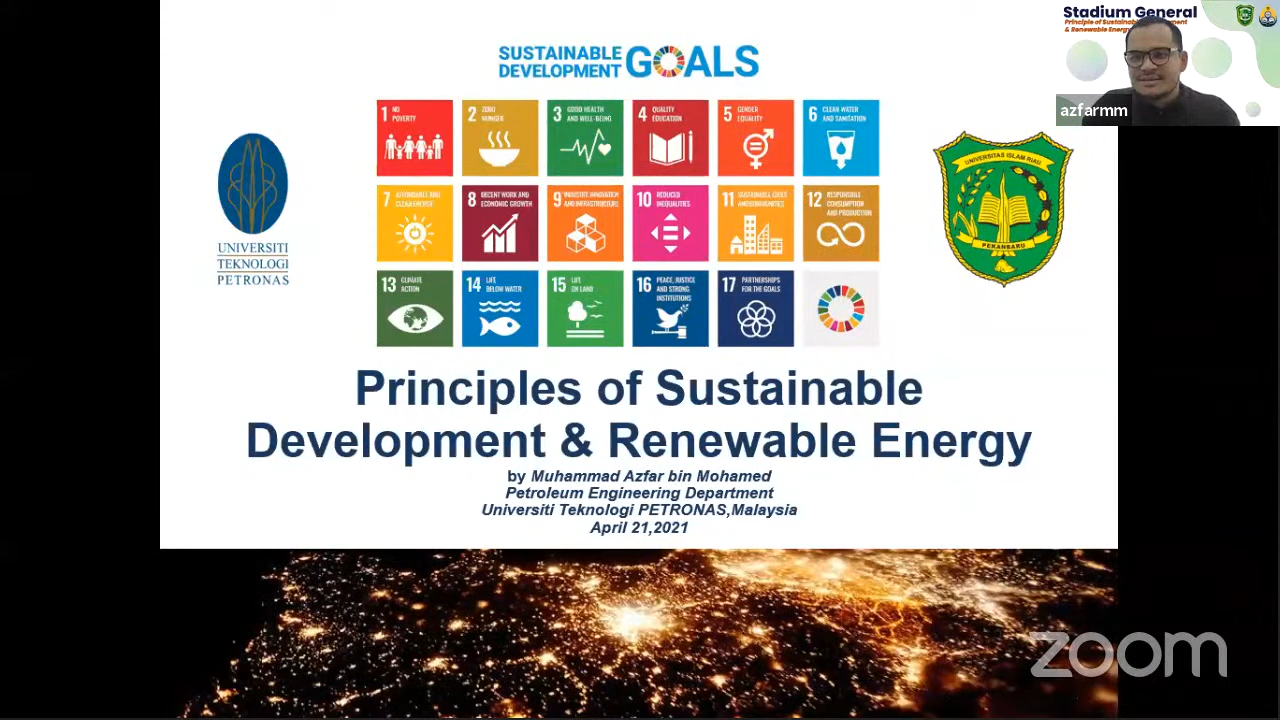 Stadium General
Principle of Sustainable
& Renewable Energy
azfarmm
SUSTAINABLE
DEVELOPMENT
GOALS
1 NO
POVERTY
2 ZERO
HUNGER
3 GOOD HEALTH
AND WELL-BEING
4 QUALITY
EDUCATION
5 GENDER
EQUALITY
6 CLEAN WATER
AND SANITATION
7 AFFORDABLE AND
CLEAN ENERGY
8 DECENT WORK AND
ECONOMIC GROWTH
9 INDUSTRY, INNOVATION
AND INFRASTRUCTURE
10 REDUCED
INEQUALITIES
11 SUSTAINABLE CITIES
AND COMMUNITIES
12 RESPONSIBLE
CONSUMPTION
AND PRODUCTION
13 CLIMATE
ACTION
14 LIFE
BELOW WATER
15 LIFE
ON LAND
16 PEACE, JUSTICE
AND STRONG
INSTITUTIONS
17 PARTNERSHIPS
FOR THE GOALS
UNIVERSITI
TEKNOLOGI
PETRONAS
UNIVERSITAS ISLAM RIAU
PEKANBARU
Principles of Sustainable
Development & Renewable Energy
by Muhammad Azfar bin Mohamed
Petroleum Engineering Department
Universiti Teknologi PETRONAS,Malaysia
April 21,2021
zoom